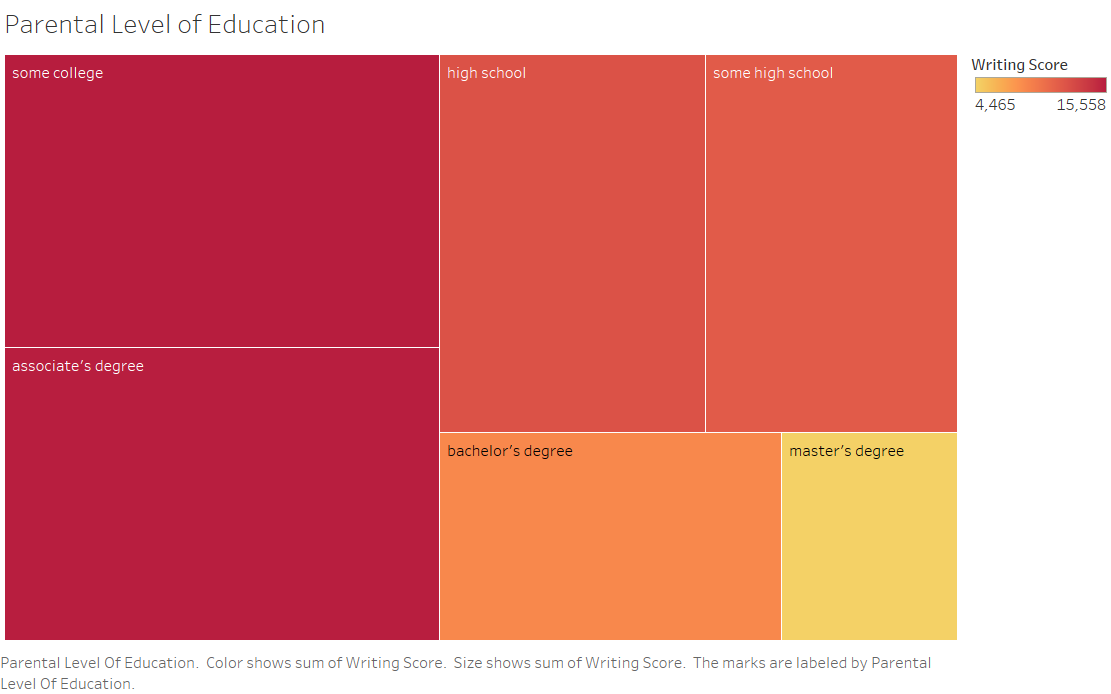 Parental Level of Education
some college
high school
some high school
Writing Score
4,465 15,558
associate's degree
bachelor's degree
master's degree
Parental Level Of Education.  Color shows sum of Writing Score.  Size shows sum of Writing Score.  The marks are labeled by Parental
Level Of Education.